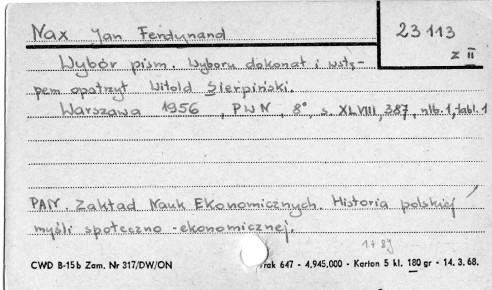 Nax Jan Ferdynand
23 113
z II
Wybór pism. Wyboru dokonał i wstę-
pem opatrzył Witold Sierpiński.
Warszawa 1956, PWN, 8° s. XLVIII, 387, nlb. 1, tabl. 1
PAN Zakład Nauk Ekonomicznych. Historia polskiej
myśli społeczno-ekonomicznej.
1+89
CWD B-15b Zam. Nr 317/DW/ON rak 647 - 4.945,000 - Karton 5 kl. 180 gr - 14. 3. 68.